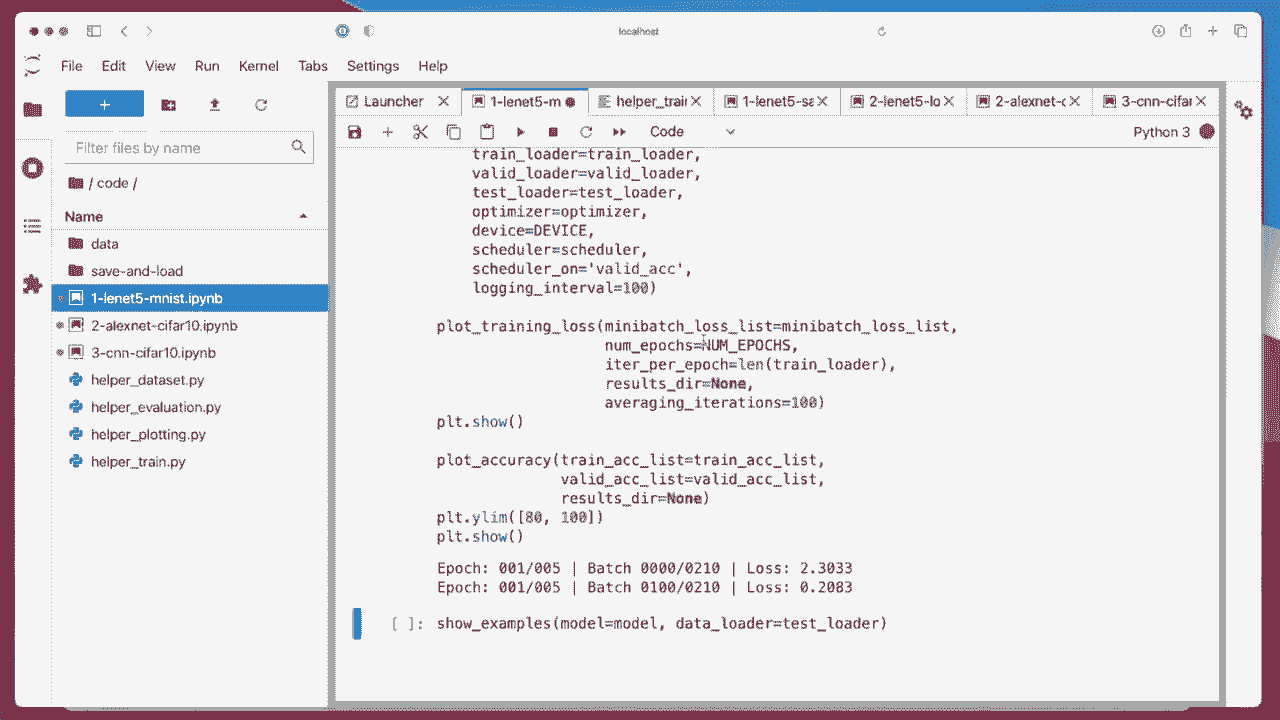 localhost
File Edit View Run Kernel Tabs Settings Help
+
Filter files by name
/ code /
Name
data
save-and-load
1-lenet5-mnist.ipynb
2-alexnet-cifar10.ipynb
3-cnn-cifar10.ipynb
helper_dataset.py
helper_evaluation.py
helper_plotting.py
helper_train.py
Launcher 1-lenet5-m helper_trai 1-lenet5-sa 2-lenet5-lo 2-alexnet-c 3-cnn-cifar
Code Python 3
train_loader=train_loader,
valid_loader=valid_loader,
test_loader=test_loader,
optimizer=optimizer,
device=DEVICE,
scheduler=scheduler,
scheduler_on='valid_acc',
logging_interval=100)
plot_training_loss(minibatch_loss_list=minibatch_loss_list,
num_epochs=NUM_EPOCHS,
iter_per_epoch=len(train_loader),
results_dir=None,
averaging_iterations=100)
plt.show()
plot_accuracy(train_acc_list=train_acc_list,
valid_acc_list=valid_acc_list,
results_dir=None)
plt.ylim([80, 100])
plt.show()
Epoch: 001/005 | Batch 0000/0210 | Loss: 2.3033
Epoch: 001/005 | Batch 0100/0210 | Loss: 0.2083
[ ]: show_examples(model=model, data_loader=test_loader)